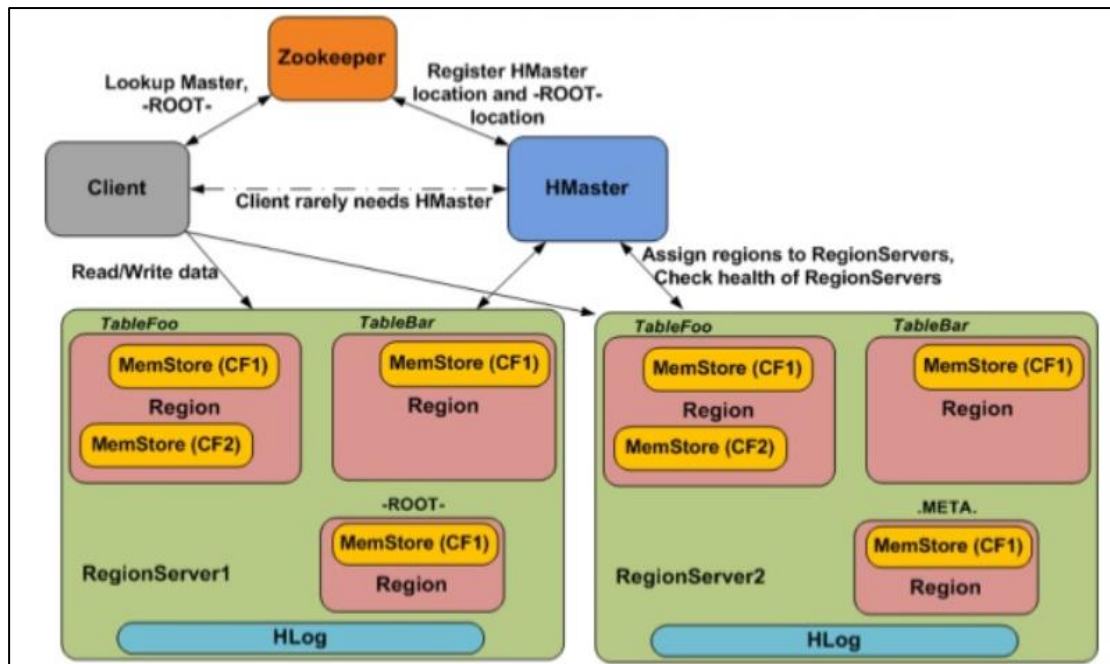 Zookeeper
Lookup Master,
-ROOT-
Register HMaster
location and -ROOT-
location
Client
HMaster
Client rarely needs HMaster
Read/Write data
Assign regions to RegionServers,
Check health of RegionServers
TableFoo
TableBar
MemStore (CF1)
Region
MemStore (CF2)
MemStore (CF1)
Region
-ROOT-
MemStore (CF1)
Region
RegionServer1
HLog
TableFoo
TableBar
MemStore (CF1)
Region
MemStore (CF2)
MemStore (CF1)
Region
.META.
MemStore (CF1)
Region
RegionServer2
HLog